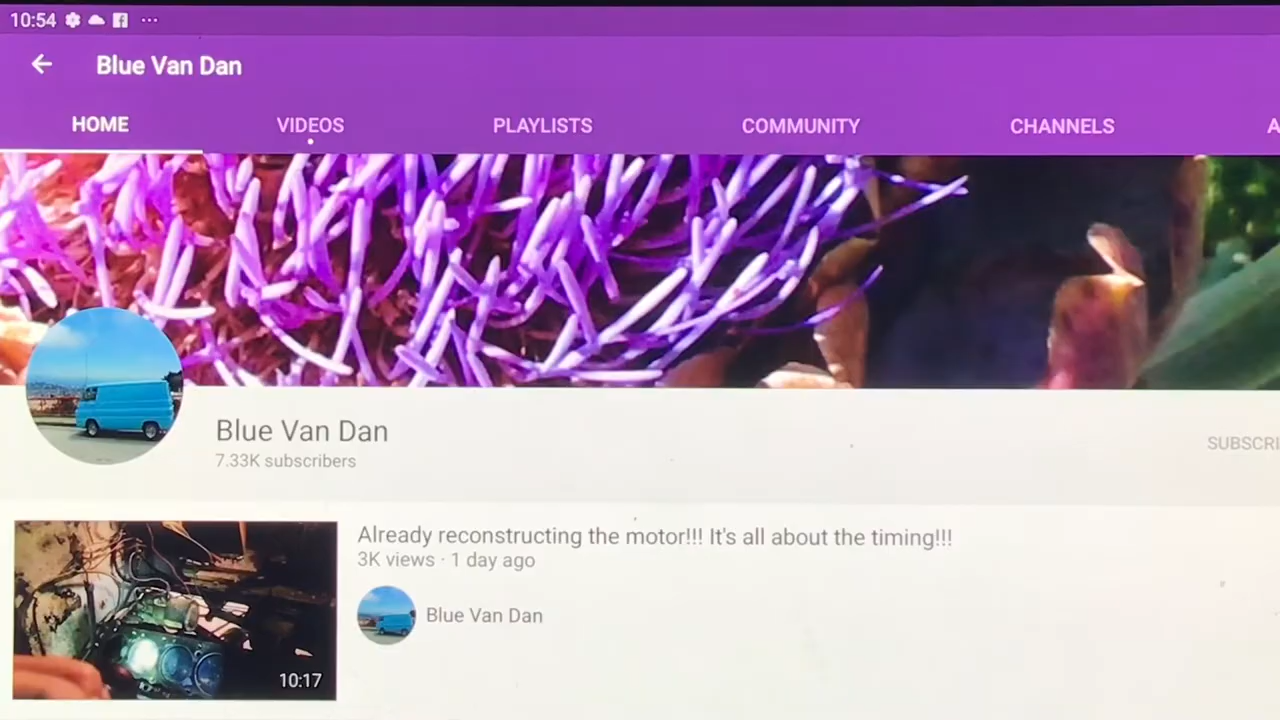 10:54 ...
Blue Van Dan
HOME VIDEOS PLAYLISTS COMMUNITY CHANNELS A
Blue Van Dan
7.33K subscribers
SUBSCRI
Already reconstructing the motor!!! It's all about the timing!!!
3K views · 1 day ago
Blue Van Dan
10:17